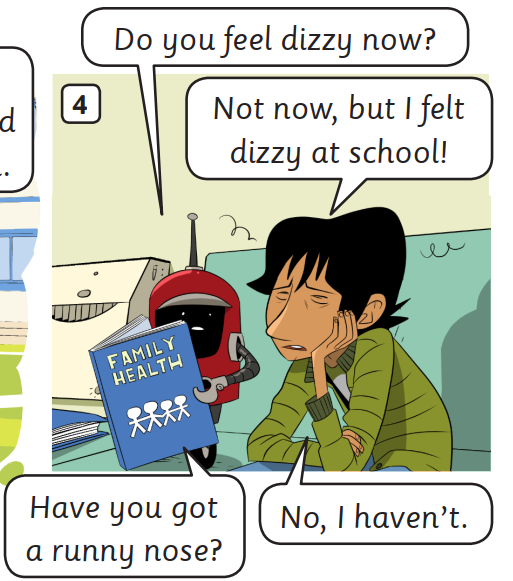 d
.
4
Do you feel dizzy now?
Not now, but I felt
dizzy at school!
FAMILY
HEALTH
Have you got
a runny nose?
No, I haven't.